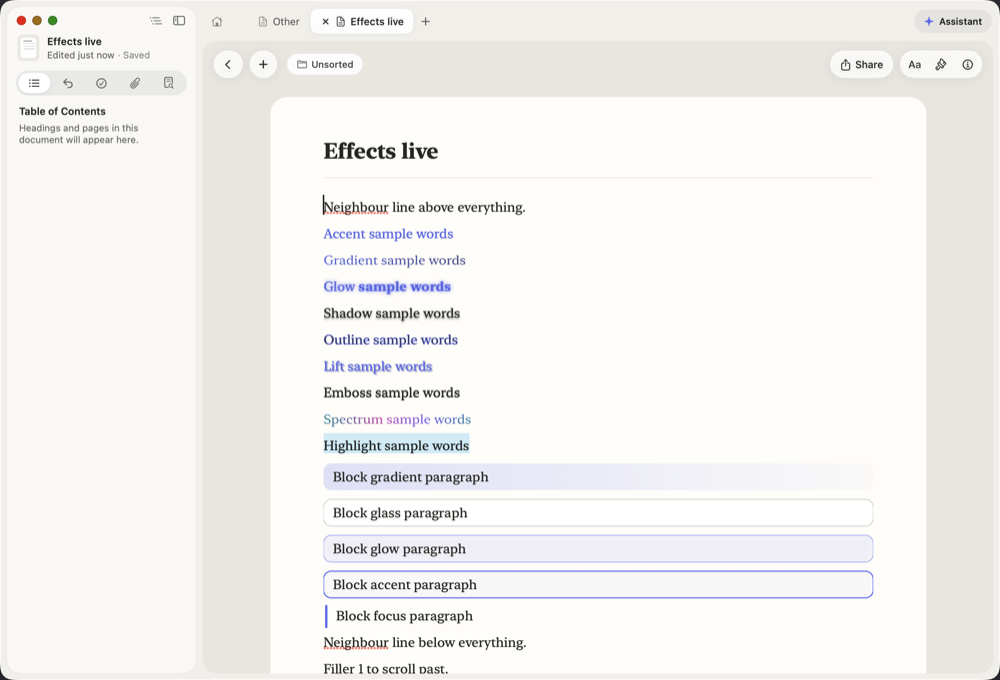 Effects live
Edited just now · Saved
Table of Contents
Headings and pages in this
document will appear here.
Other
Effects live
Assistant
Unsorted
Share
Aa
Effects live
Neighbour line above everything.
Accent sample words
Gradient sample words
Glow sample words
Shadow sample words
Outline sample words
Lift sample words
Emboss sample words
Spectrum sample words
Highlight sample words
Block gradient paragraph
Block glass paragraph
Block glow paragraph
Block accent paragraph
Block focus paragraph
Neighbour line below everything.
Filler 1 to scroll past.